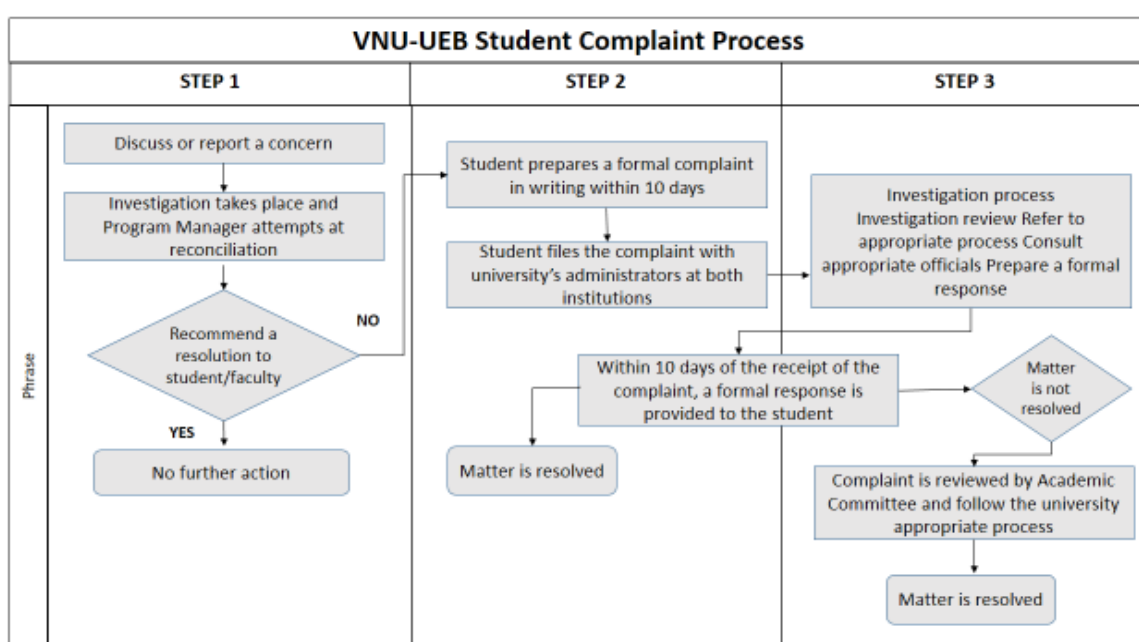 VNU-UEB Student Complaint Process
STEP 1
STEP 2
STEP 3
Phrase
Discuss or report a concern
Investigation takes place and
Program Manager attempts at
reconciliation
Recommend a
resolution to
student/faculty
NO
YES
No further action
Student prepares a formal complaint
in writing within 10 days
Student files the complaint with
university’s administrators at both
institutions
Investigation process
Investigation review Refer to
appropriate process Consult
appropriate officials Prepare a formal
response
Within 10 days of the receipt of the
complaint, a formal response is
provided to the student
Matter is resolved
Matter
is not
resolved
Complaint is reviewed by Academic
Committee and follow the university
appropriate process
Matter is resolved